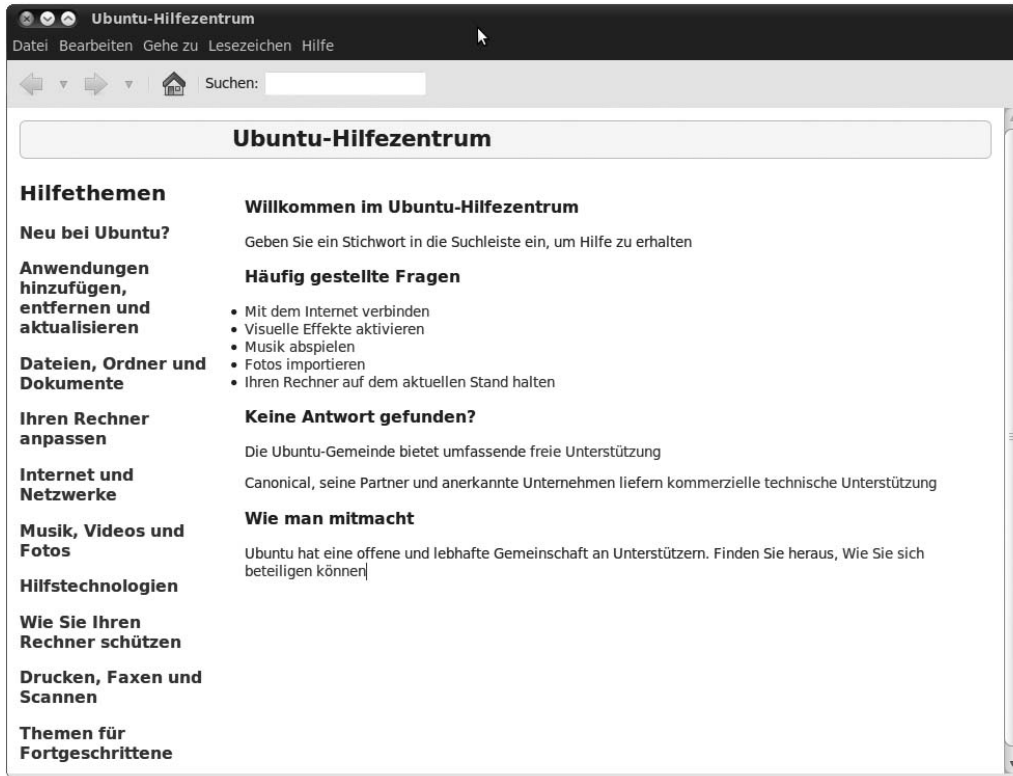 Ubuntu-Hilfezentrum
Datei Bearbeiten Gehe zu Lesezeichen Hilfe
Suchen:
Ubuntu-Hilfezentrum
Hilfethemen
Neu bei Ubuntu?
Anwendungen
hinzufügen,
entfernen und
aktualisieren
Dateien, Ordner und
Dokumente
Ihren Rechner
anpassen
Internet und
Netzwerke
Musik, Videos und
Fotos
Hilfstechnologien
Wie Sie Ihren
Rechner schützen
Drucken, Faxen und
Scannen
Themen für
Fortgeschrittene
Willkommen im Ubuntu-Hilfezentrum
Geben Sie ein Stichwort in die Suchleiste ein, um Hilfe zu erhalten
Häufig gestellte Fragen
• Mit dem Internet verbinden
• Visuelle Effekte aktivieren
• Musik abspielen
• Fotos importieren
• Ihren Rechner auf dem aktuellen Stand halten
Keine Antwort gefunden?
Die Ubuntu-Gemeinde bietet umfassende freie Unterstützung
Canonical, seine Partner und anerkannte Unternehmen liefern kommerzielle technische Unterstützung
Wie man mitmacht
Ubuntu hat eine offene und lebhafte Gemeinschaft an Unterstützern. Finden Sie heraus, Wie Sie sich
beteiligen können